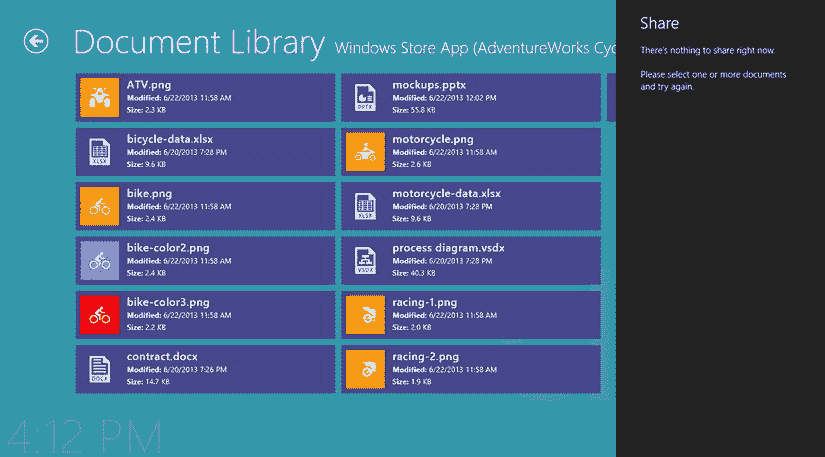 Document Library Windows Store App (AdventureWorks Cyc
ATV.png
Modified: 6/22/2013 11:58 AM
Size: 2.3 KB
bicycle-data.xlsx
Modified: 6/20/2013 7:28 PM
Size: 9.6 KB
XLSX
bike.png
Modified: 6/22/2013 11:58 AM
Size: 2.4 KB
bike-color2.png
Modified: 6/22/2013 11:58 AM
Size: 2.4 KB
bike-color3.png
Modified: 6/22/2013 11:58 AM
Size: 2.2 KB
contract.docx
Modified: 6/20/2013 7:26 PM
Size: 14.7 KB
DOCX
mockups.pptx
Modified: 6/22/2013 12:02 PM
Size: 55.8 KB
PPTX
motorcycle.png
Modified: 6/22/2013 11:58 AM
Size: 2.6 KB
motorcycle-data.xlsx
Modified: 6/20/2013 7:28 PM
Size: 9.6 KB
XLSX
process diagram.vsdx
Modified: 6/20/2013 7:28 PM
Size: 40.3 KB
VSDX
racing-1.png
Modified: 6/22/2013 11:58 AM
Size: 2.0 KB
racing-2.png
Modified: 6/22/2013 11:58 AM
Size: 1.9 KB
Share
There's nothing to share right now.
Please select one or more documents
and try again.
4:12 PM